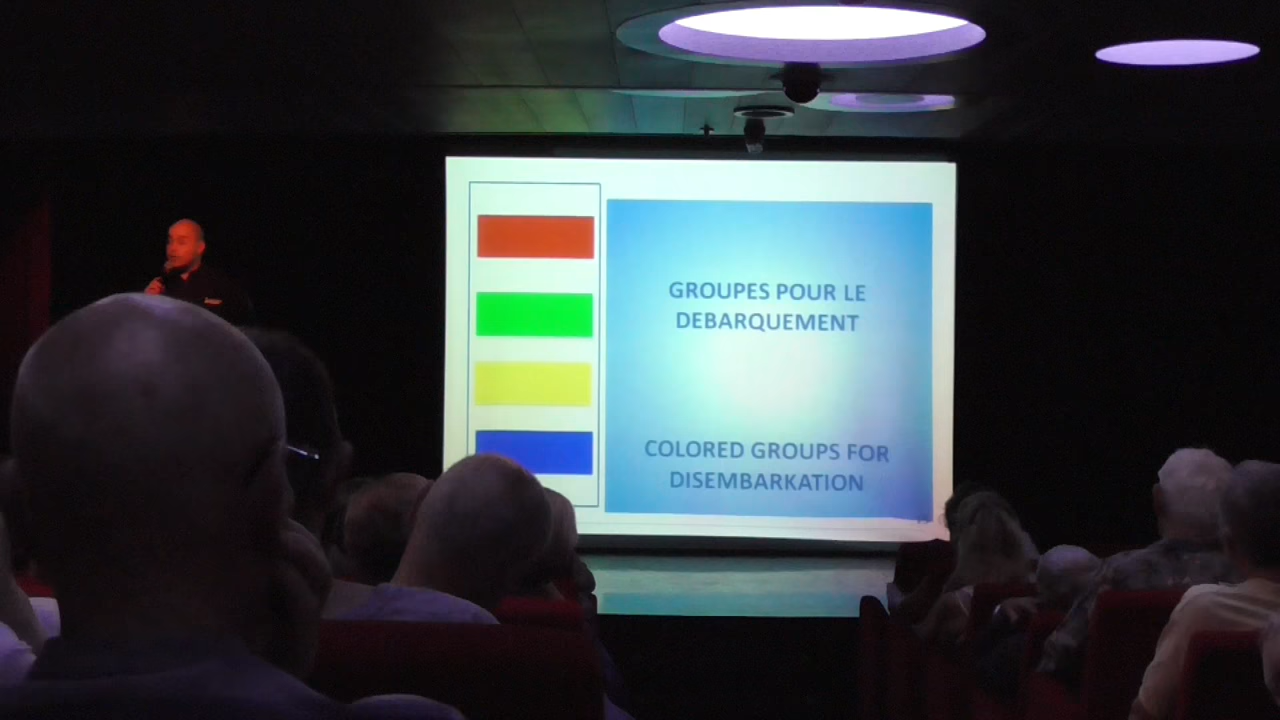 GROUPES POUR LE
DEBARQUEMENT
COLORED GROUPS FOR
DISEMBARKATION